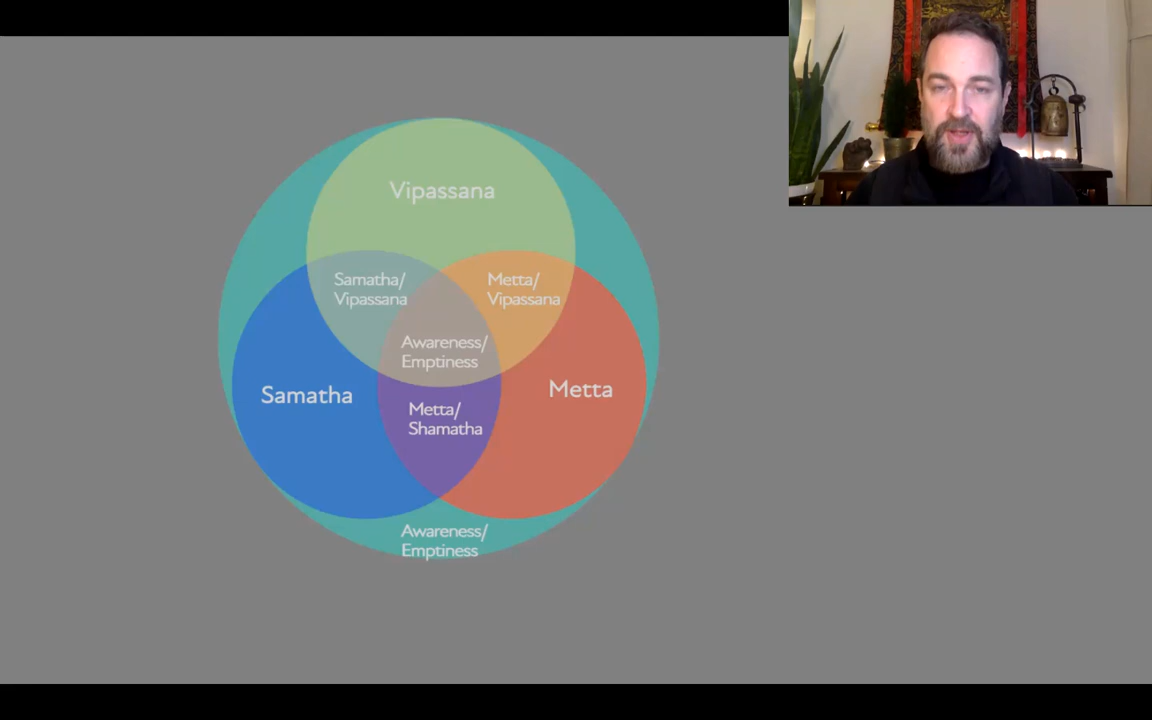 Vipassana
Samatha/
Vipassana
Metta/
Vipassana
Awareness/
Emptiness
Samatha
Metta
Metta/
Shamatha
Awareness/
Emptiness